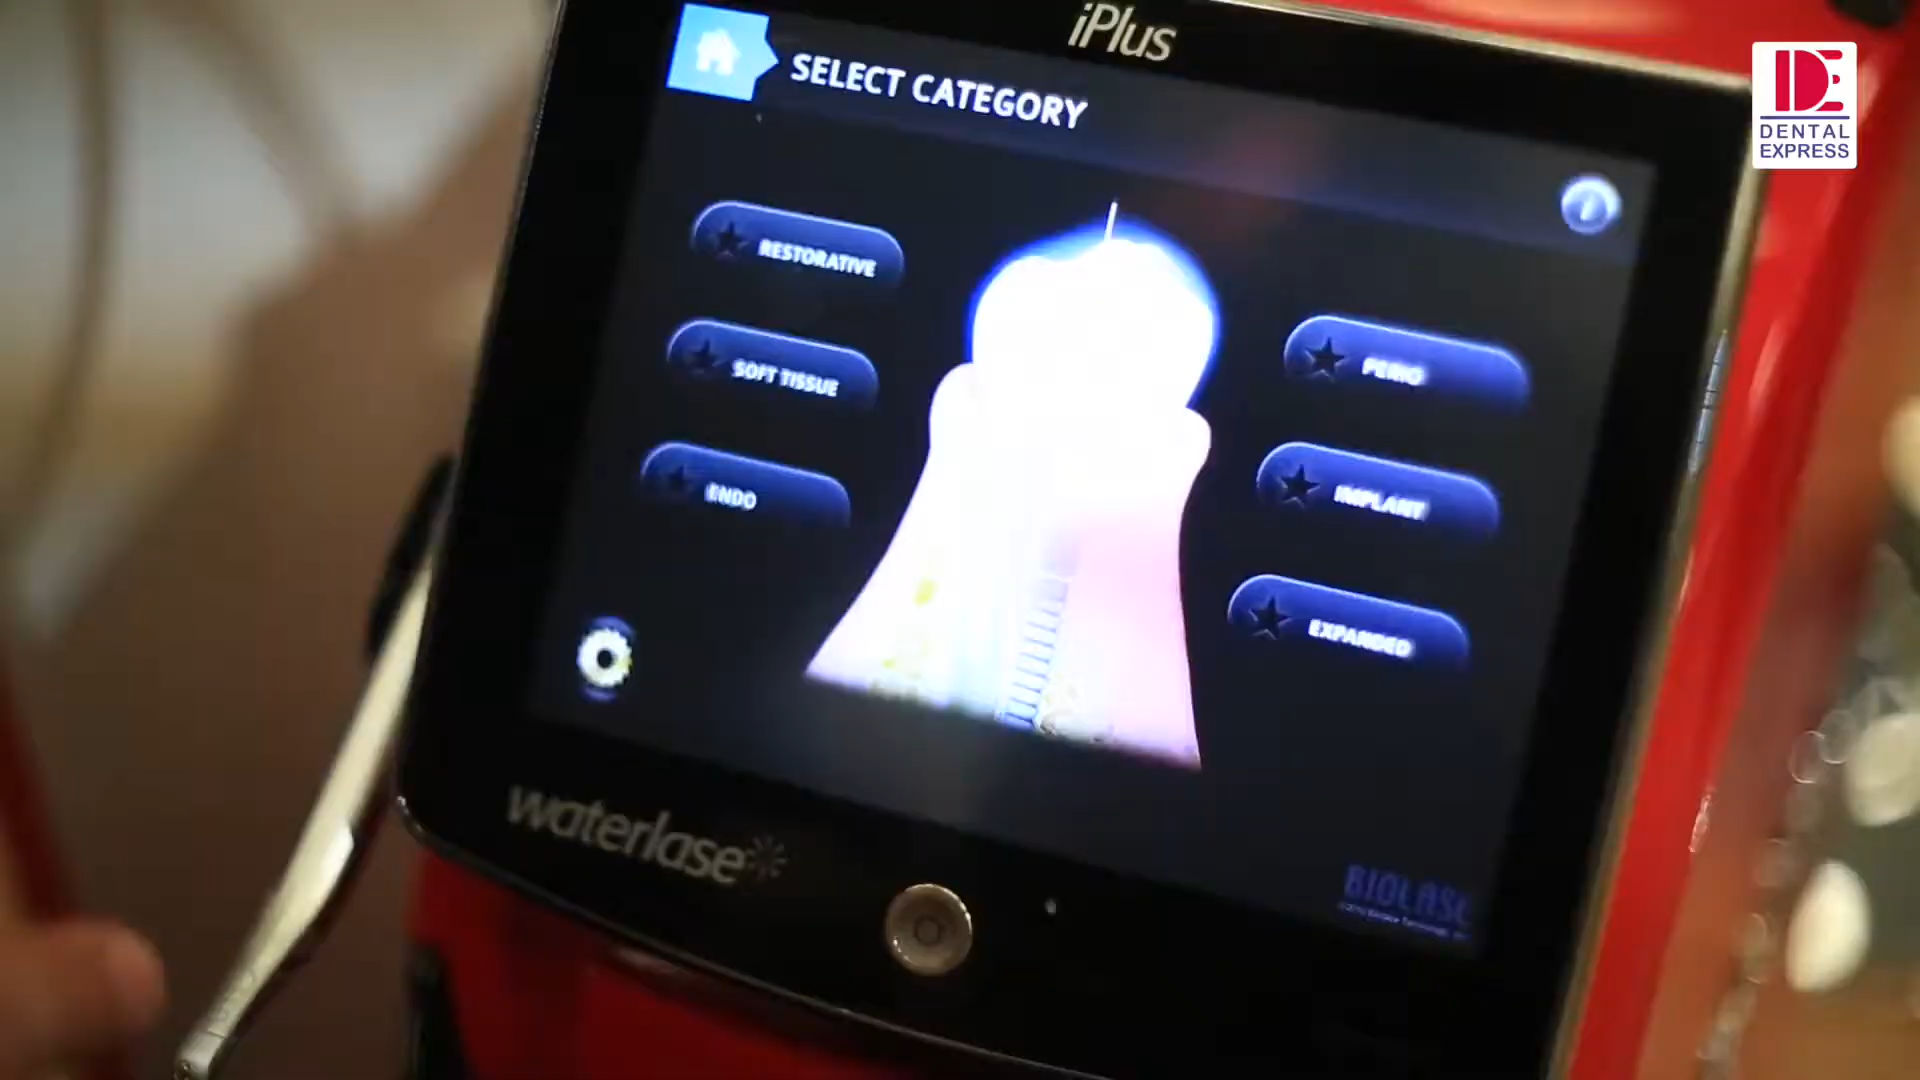 iPlus
SELECT CATEGORY
DENTAL
EXPRESS
RESTORATIVE
SOFT TISSUE
ENDO
PERIO
IMPLANT
EXPANDED
waterlase
BIOLASE